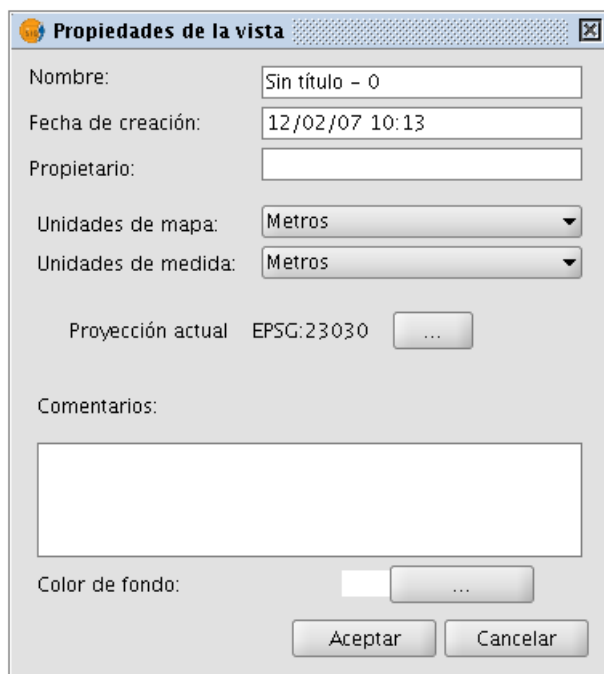 Propiedades de la vista
Nombre: Sin título - 0
Fecha de creación: 12/02/07 10:13
Propietario:
Unidades de mapa: Metros
Unidades de medida: Metros
Proyección actual EPSG:23030 ...
Comentarios:
Color de fondo: ...
Aceptar Cancelar